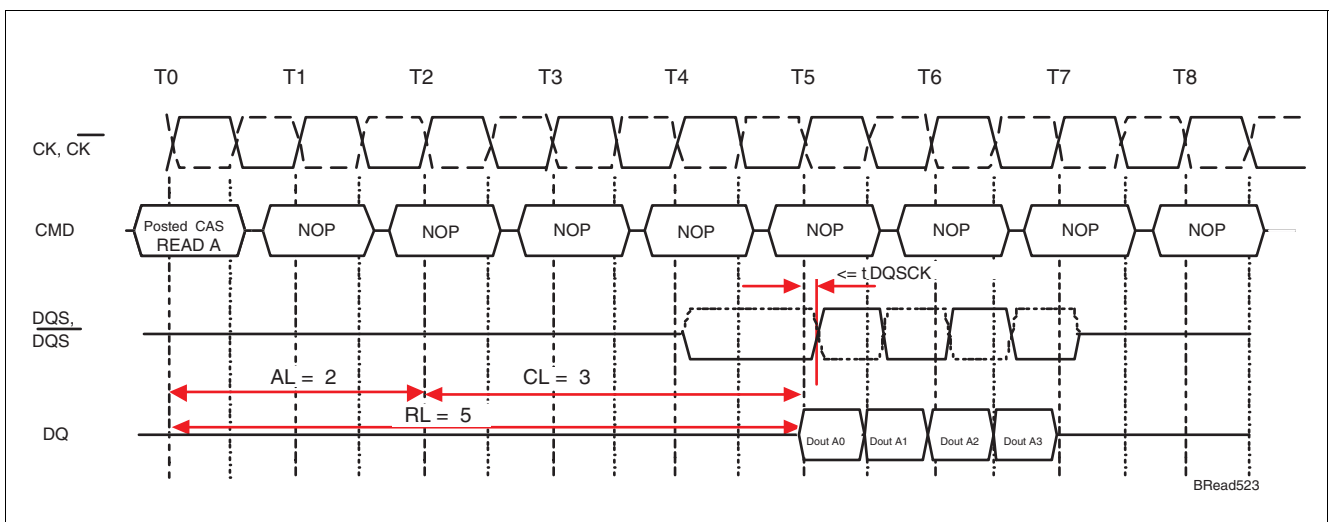 T0 T1 T2 T3 T4 T5 T6 T7 T8
CK, CK
CMD
Posted CAS
READ A
NOP NOP NOP NOP NOP NOP NOP NOP
<= t DQSCK
DQS,
DQS
AL = 2 CL = 3
RL = 5
DQ
Dout A0 Dout A1 Dout A2 Dout A3
BRead523